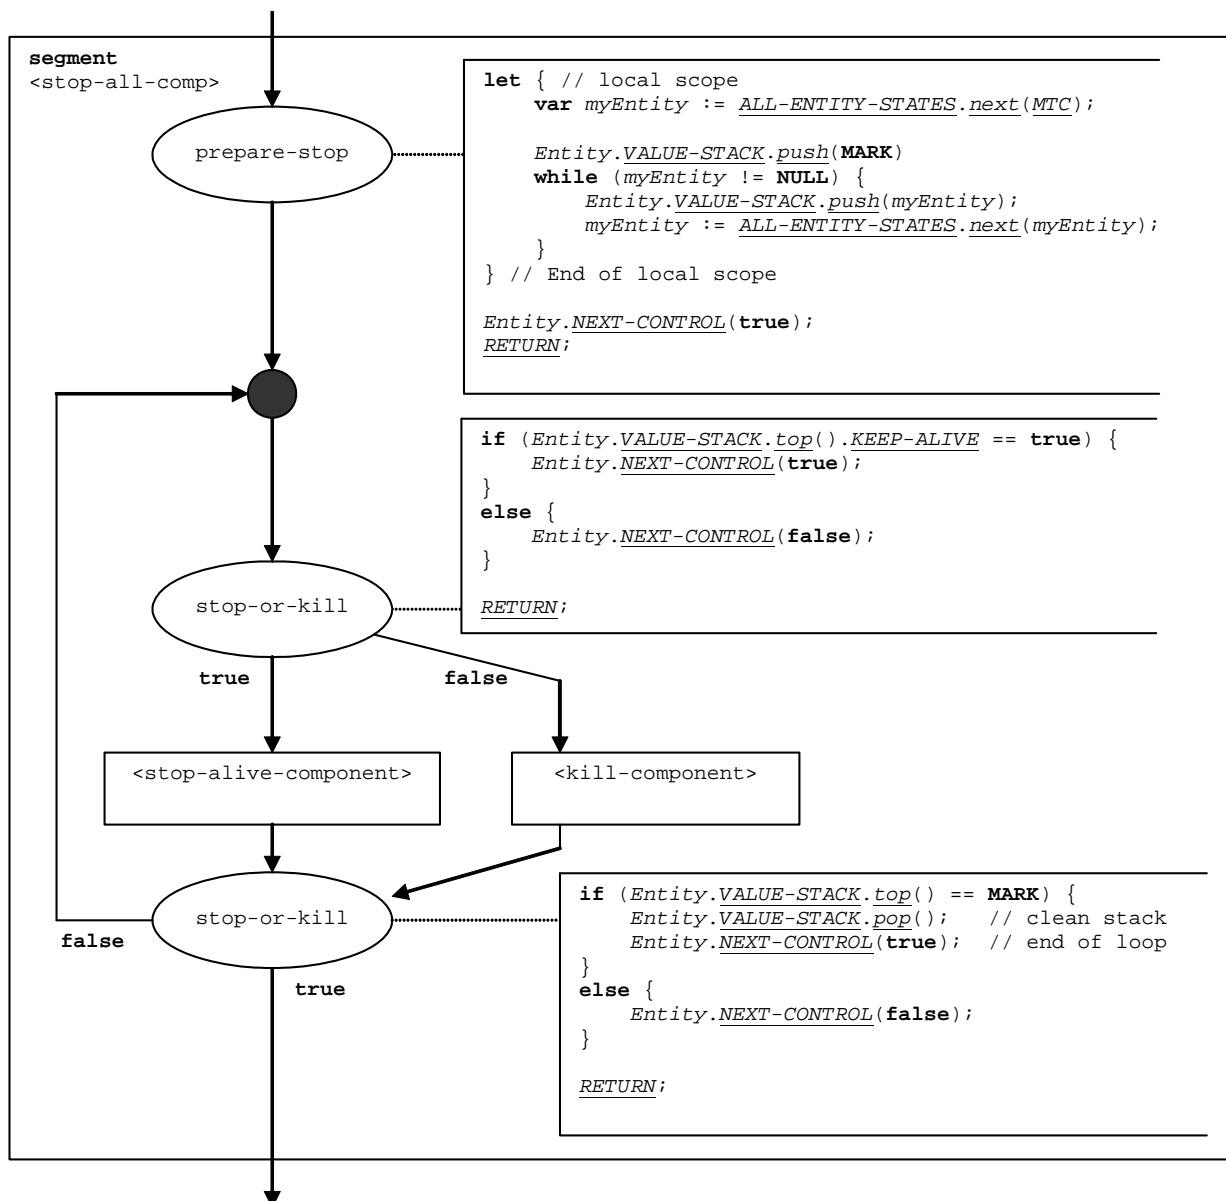 segment
<stop-all-comp>
prepare-stop
let { // local scope
    var myEntity := ALL-ENTITY-STATES.next(MTC);
    Entity.VALUE-STACK.push(MARK)
    while (myEntity != NULL) {
        Entity.VALUE-STACK.push(myEntity);
        myEntity := ALL-ENTITY-STATES.next(myEntity);
    }
} // End of local scope
Entity.NEXT-CONTROL(true);
RETURN;
if (Entity.VALUE-STACK.top().KEEP-ALIVE == true) {
    Entity.NEXT-CONTROL(true);
}
else {
    Entity.NEXT-CONTROL(false);
}
RETURN;
stop-or-kill
true
false
<stop-alive-component>
<kill-component>
stop-or-kill
false
true
if (Entity.VALUE-STACK.top() == MARK) {
    Entity.VALUE-STACK.pop();   // clean stack
    Entity.NEXT-CONTROL(true);  // end of loop
}
else {
    Entity.NEXT-CONTROL(false);
}
RETURN;